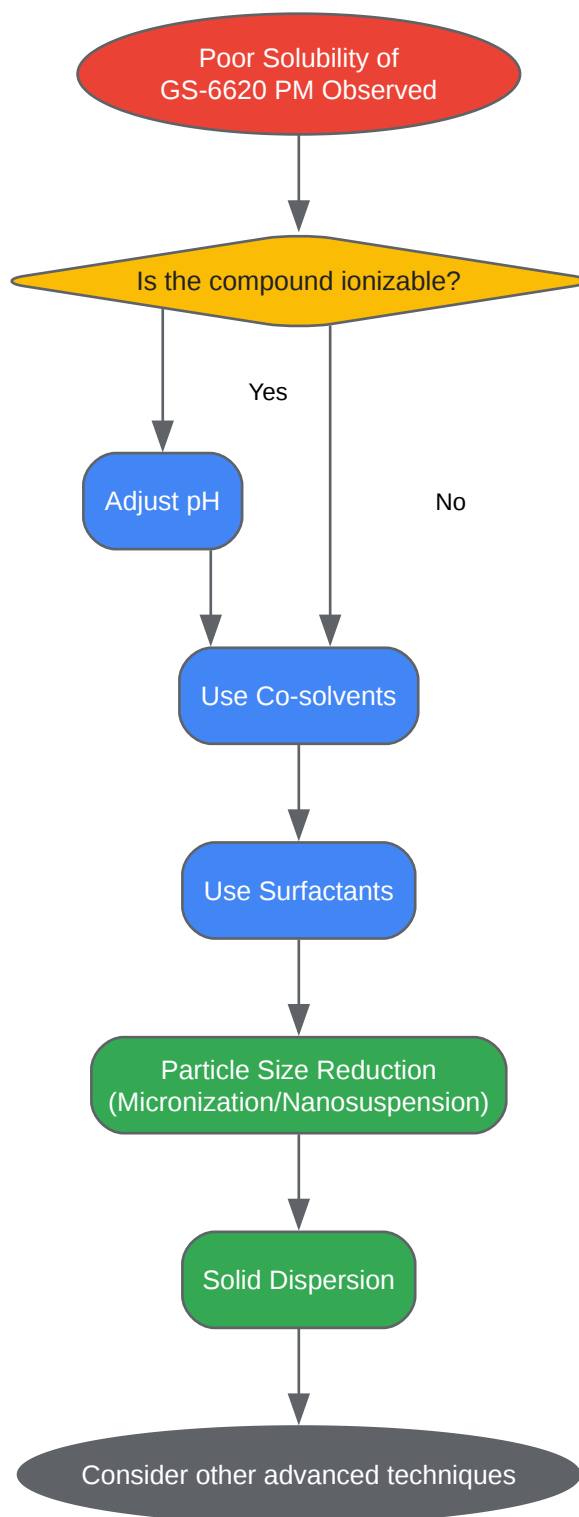 Poor Solubility of
GS-6620 PM Observed
Is the compound ionizable?
Yes
Adjust pH
No
Use Co-solvents
Use Surfactants
Particle Size Reduction
(Micronization/Nanosuspension)
Solid Dispersion
Consider other advanced techniques